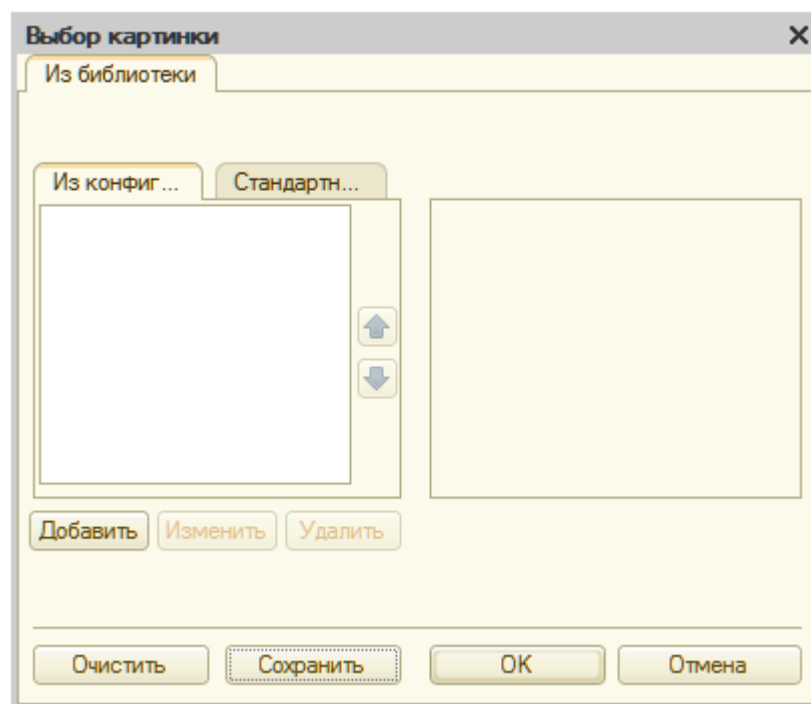 Выбор картинки
Из библиотеки
Из конфиг... Стандартн...
Добавить Изменить Удалить
Очистить Сохранить OK Отмена